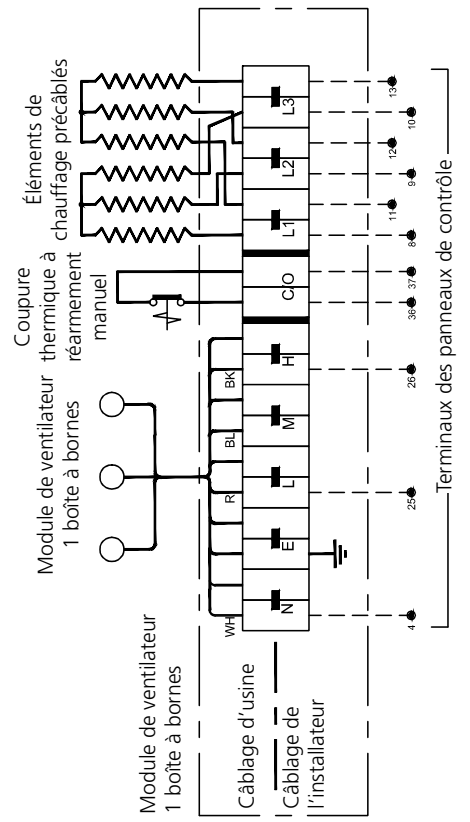 Module de ventilateur
1 boîte à bornes
Module de ventilateur
1 boîte à bornes
Coupure
thermique à
réarmement
manuel
Éléments de
chauffage précâblés
Câblage d'usine
Câblage de
l'installateur
WH
R
BL
BK
N
E
L
M
H
C/O
L1
L2
L3
4
25
26
36
37
8
11
9
12
10
13
Terminaux des panneaux de contrôle